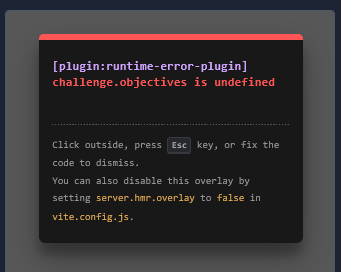 [plugin:runtime-error-plugin]
challenge.objectives is undefined
Click outside, press Esc key, or fix the
code to dismiss.
You can also disable this overlay by
setting server.hmr.overlay to false in
vite.config.js.